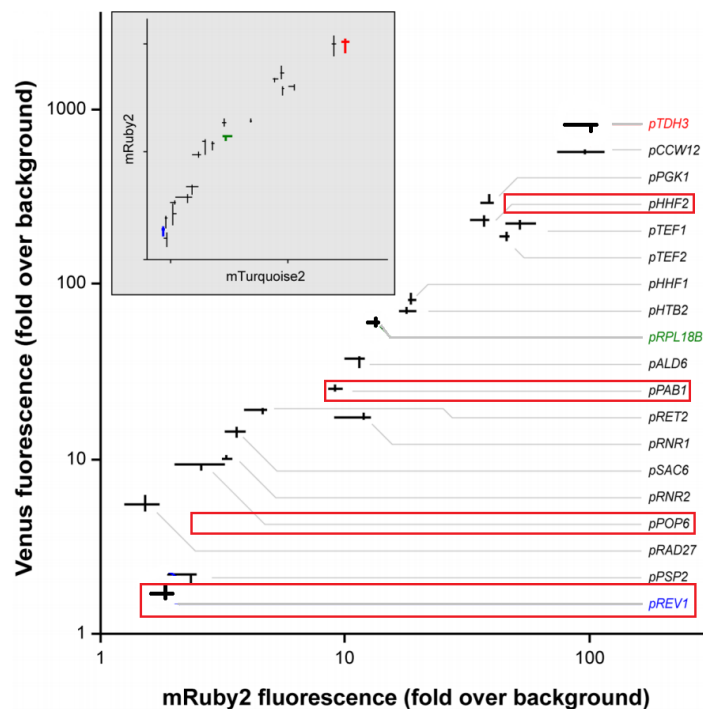 mRuby2
mTurquoise2
Venus fuorescence (fold over background)
1000
100
10
1
pTDH3
pCCW12
pPGK1
pHHF2
pTEF1
pTEF2
pHHF1
pHTB2
pRPL18B
pALD6
pPAB1
pRET2
pRNR1
pSAC6
pRNR2
pPOP6
pRAD27
pPSP2
pREV1
1
10
100
mRuby2 fluorescence (fold over background)